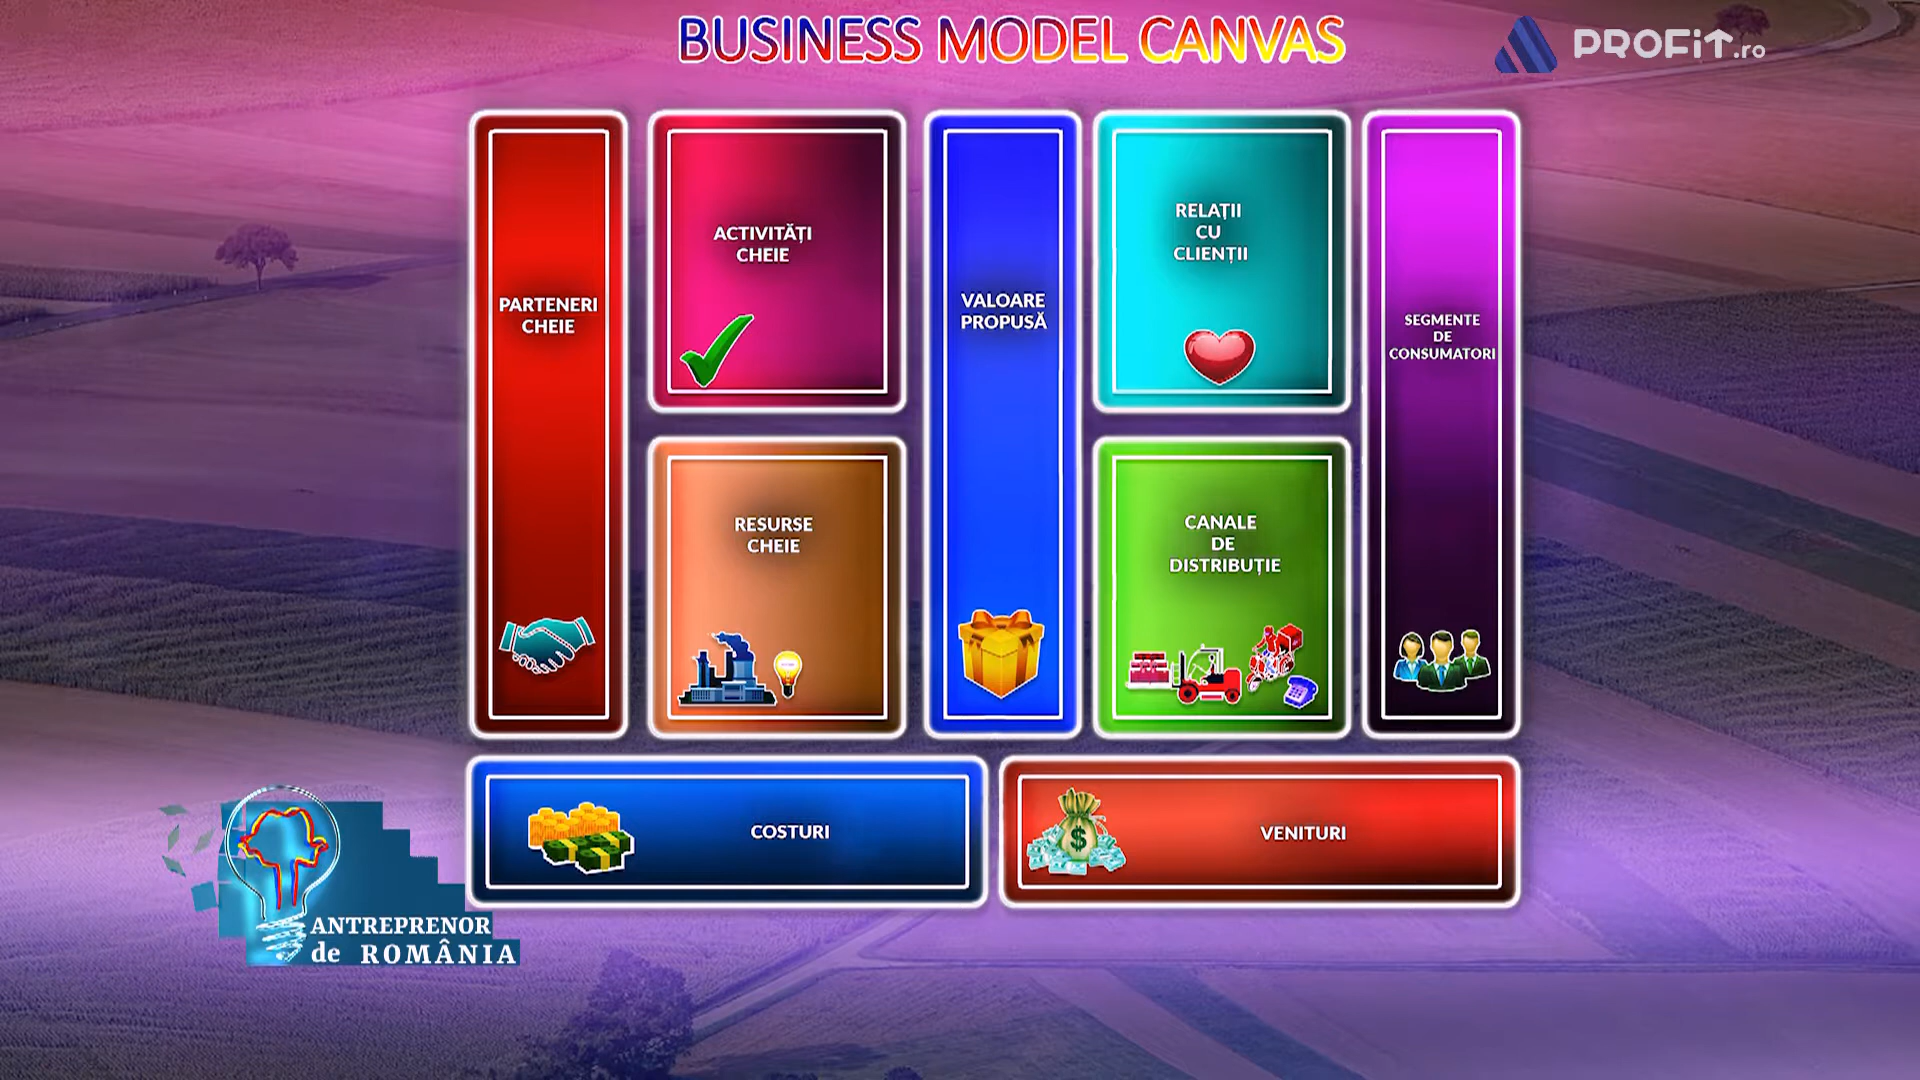 BUSINESS MODEL CANVAS
PROFIT.ro
PARTENERI
CHEIE
ACTIVITĂȚI
CHEIE
RESURSE
CHEIE
VALOARE
PROPUSĂ
RELAȚII
CU
CLIENȚII
CANALE
DE
DISTRIBUȚIE
SEGMENTE
DE
CONSUMATORI
COSTURI
$
VENITURI
ANTREPRENOR
de ROMÂNIA